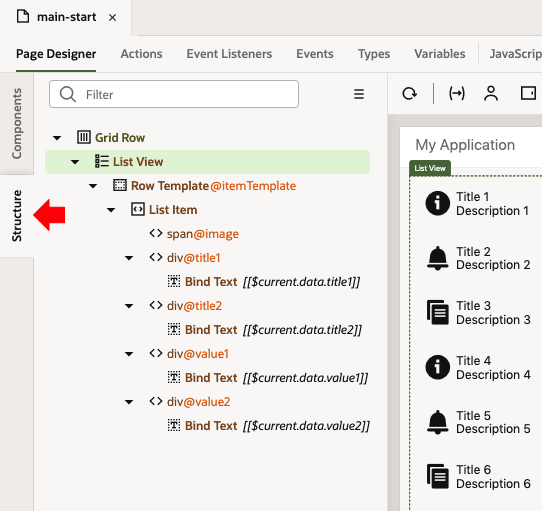 main-start ×
Page Designer Actions Event Listeners Events Types Variables JavaScrip
Components
Structure
Filter
Grid Row
List View
Row Template@itemTemplate
List Item
span@image
div@title1
Bind Text [[$current.data.title1]]
div@title2
Bind Text [[$current.data.title2]]
div@value1
Bind Text [[$current.data.value1]]
div@value2
Bind Text [[$current.data.value2]]
My Application
List View
Title 1
Description 1
Title 2
Description 2
Title 3
Description 3
Title 4
Description 4
Title 5
Description 5
Title 6
Description 6